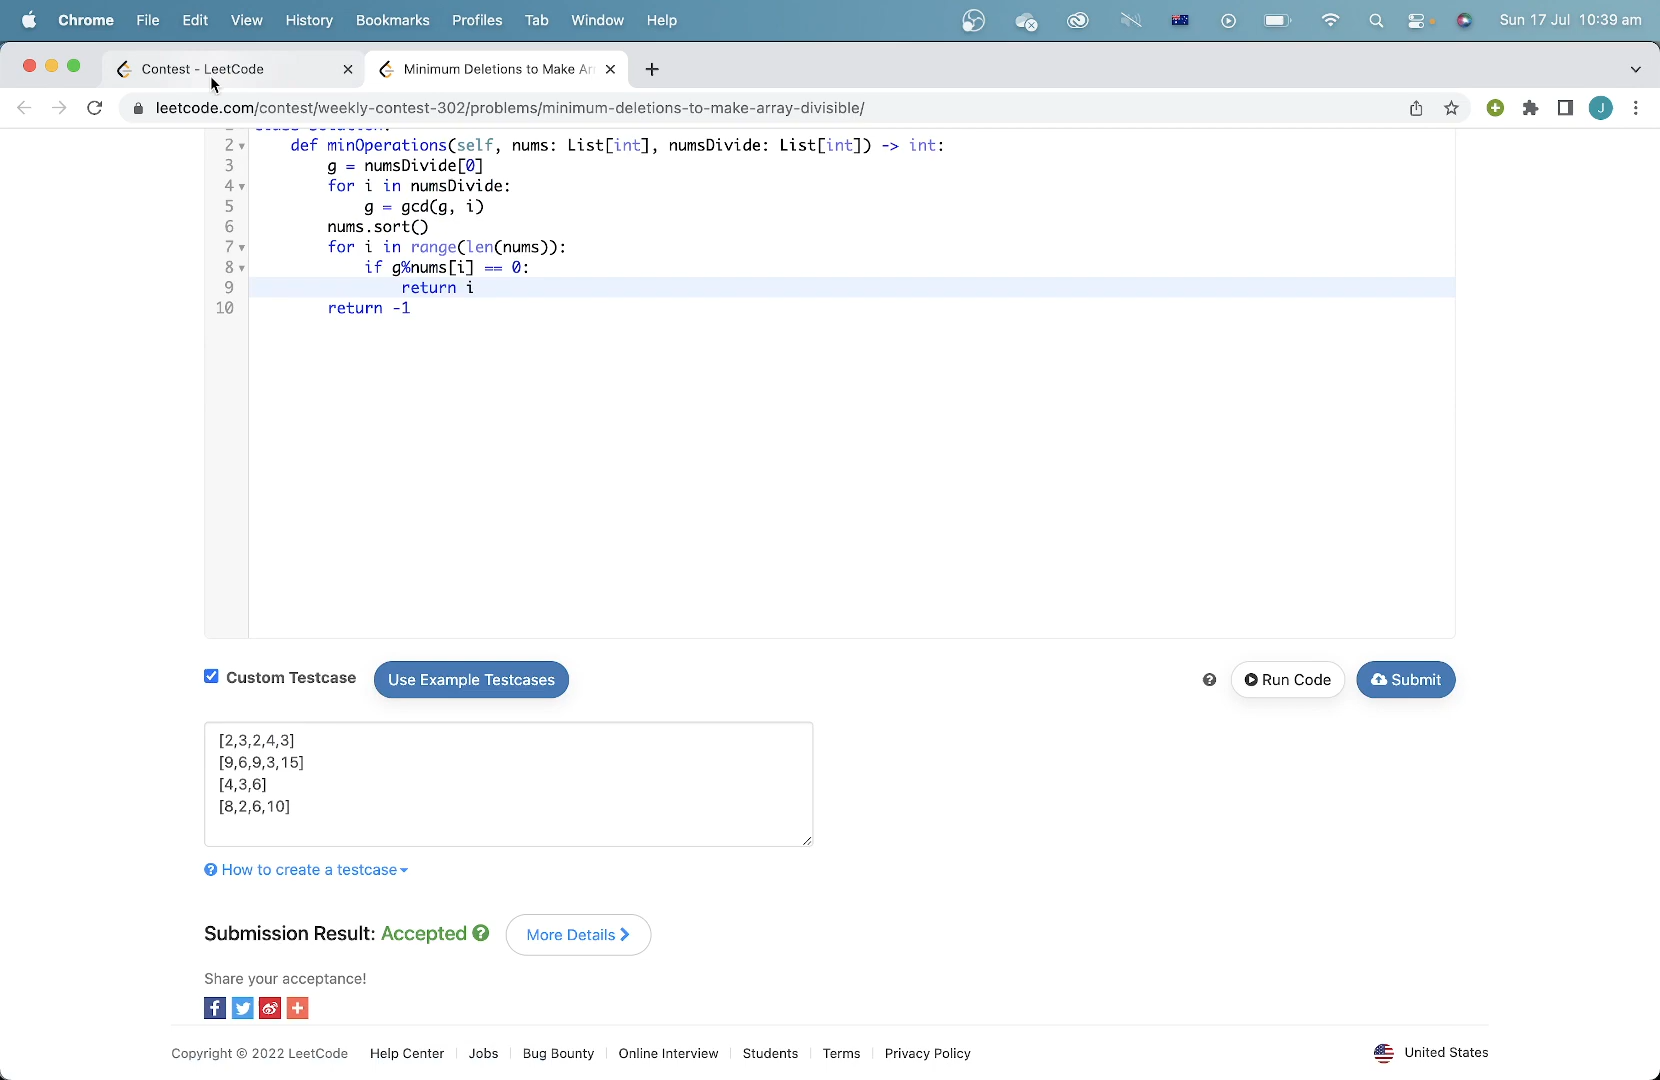 Chrome File Edit View History Bookmarks Profiles Tab Window Help Sun 17 Jul 10:39 am
Contest - LeetCode Minimum Deletions to Make Ar
leetcode.com/contest/weekly-contest-302/problems/minimum-deletions-to-make-array-divisible/ J
2 def minOperations(self, nums: List[int], numsDivide: List[int]) -> int:
3 g = numsDivide[0]
4 for i in numsDivide:
5 g = gcd(g, i)
6 nums.sort()
7 for i in range(len(nums)):
8 if g%nums[i] == 0:
9 return i
10 return -1
Custom Testcase Use Example Testcases Run Code Submit
[2,3,2,4,3]
[9,6,9,3,15]
[4,3,6]
[8,2,6,10]
How to create a testcase
Submission Result: Accepted More Details
Share your acceptance!
Copyright © 2022 LeetCode Help Center Jobs Bug Bounty Online Interview Students Terms Privacy Policy United States